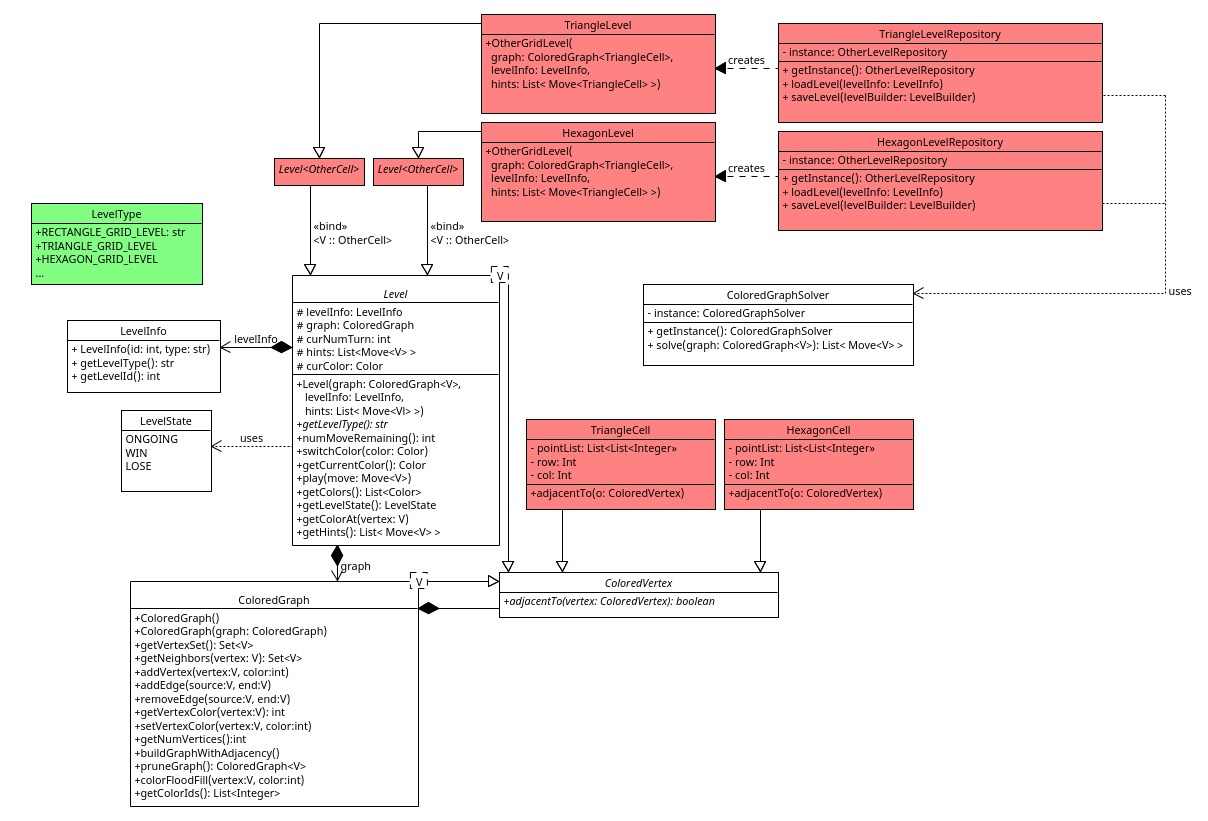 TriangleLevel
+OtherGridLevel(
graph: ColoredGraph<TriangleCell>,
levelInfo: LevelInfo,
hints: List< Move<TriangleCell> >)
creates
TriangleLevelRepository
- instance: OtherLevelRepository
+ getInstance(): OtherLevelRepository
+ loadLevel(levelInfo: LevelInfo)
+ saveLevel(levelBuilder: LevelBuilder)
HexagonLevel
+OtherGridLevel(
graph: ColoredGraph<TriangleCell>,
levelInfo: LevelInfo,
hints: List< Move<TriangleCell> >)
creates
HexagonLevelRepository
- instance: OtherLevelRepository
+ getInstance(): OtherLevelRepository
+ loadLevel(levelInfo: LevelInfo)
+ saveLevel(levelBuilder: LevelBuilder)
Level<OtherCell>
Level<OtherCell>
«bind»
<V :: OtherCell>
«bind»
<V :: OtherCell>
LevelType
+RECTANGLE_GRID_LEVEL: str
+TRIANGLE_GRID_LEVEL
+HEXAGON_GRID_LEVEL
...
V
Level
# levelInfo: LevelInfo
# graph: ColoredGraph
# curNumTurn: int
# hints: List<Move<V> >
# curColor: Color
+Level(graph: ColoredGraph<V>,
levelInfo: LevelInfo,
hints: List< Move<Vl> >)
+getLevelType(): str
+numMoveRemaining(): int
+switchColor(color: Color)
+getCurrentColor(): Color
+play(move: Move<V>)
+getColors(): List<Color>
+getLevelState(): LevelState
+getColorAt(vertex: V)
+getHints(): List< Move<V> >
uses
ColoredGraphSolver
- instance: ColoredGraphSolver
+ getInstance(): ColoredGraphSolver
+ solve(graph: ColoredGraph<V>): List< Move<V> >
LevelInfo
+ LevelInfo(id: int, type: str)
+ getLevelType(): str
+ getLevelId(): int
levelInfo
LevelState
ONGOING
WIN
LOSE
uses
TriangleCell
- pointList: List<List<Integer»
- row: Int
- col: Int
+adjacentTo(o: ColoredVertex)
HexagonCell
- pointList: List<List<Integer»
- row: Int
- col: Int
+adjacentTo(o: ColoredVertex)
graph
V
ColoredVertex
+adjacentTo(vertex: ColoredVertex): boolean
ColoredGraph
+ColoredGraph()
+ColoredGraph(graph: ColoredGraph)
+getVertexSet(): Set<V>
+getNeighbors(vertex: V): Set<V>
+addVertex(vertex:V, color:int)
+addEdge(source:V, end:V)
+removeEdge(source:V, end:V)
+getVertexColor(vertex:V): int
+setVertexColor(vertex:V, color:int)
+getNumVertices():int
+buildGraphWithAdjacency()
+pruneGraph(): ColoredGraph<V>
+colorFloodFill(vertex:V, color:int)
+getColorIds(): List<Integer>